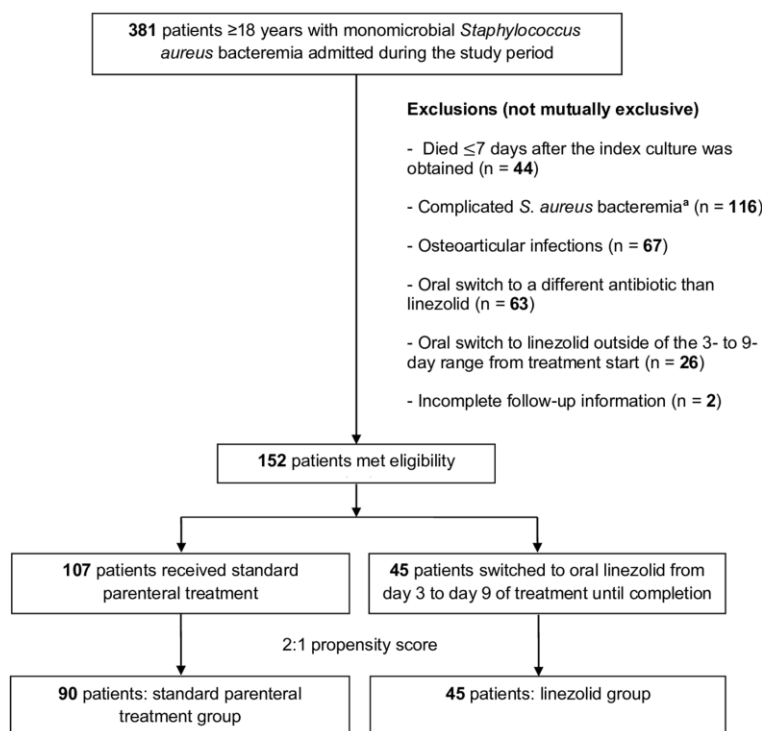 381 patients ≥18 years with monomicrobial Staphylococcus
aureus bacteremia admitted during the study period
Exclusions (not mutually exclusive)
- Died ≤7 days after the index culture was
obtained (n = 44)
- Complicated S. aureus bacteremiaᵃ (n = 116)
- Osteoarticular infections (n = 67)
- Oral switch to a different antibiotic than
linezolid (n = 63)
- Oral switch to linezolid outside of the 3- to 9-
day range from treatment start (n = 26)
- Incomplete follow-up information (n = 2)
152 patients met eligibility
107 patients received standard
parenteral treatment
45 patients switched to oral linezolid from
day 3 to day 9 of treatment until completion
2:1 propensity score
90 patients: standard parenteral
treatment group
45 patients: linezolid group